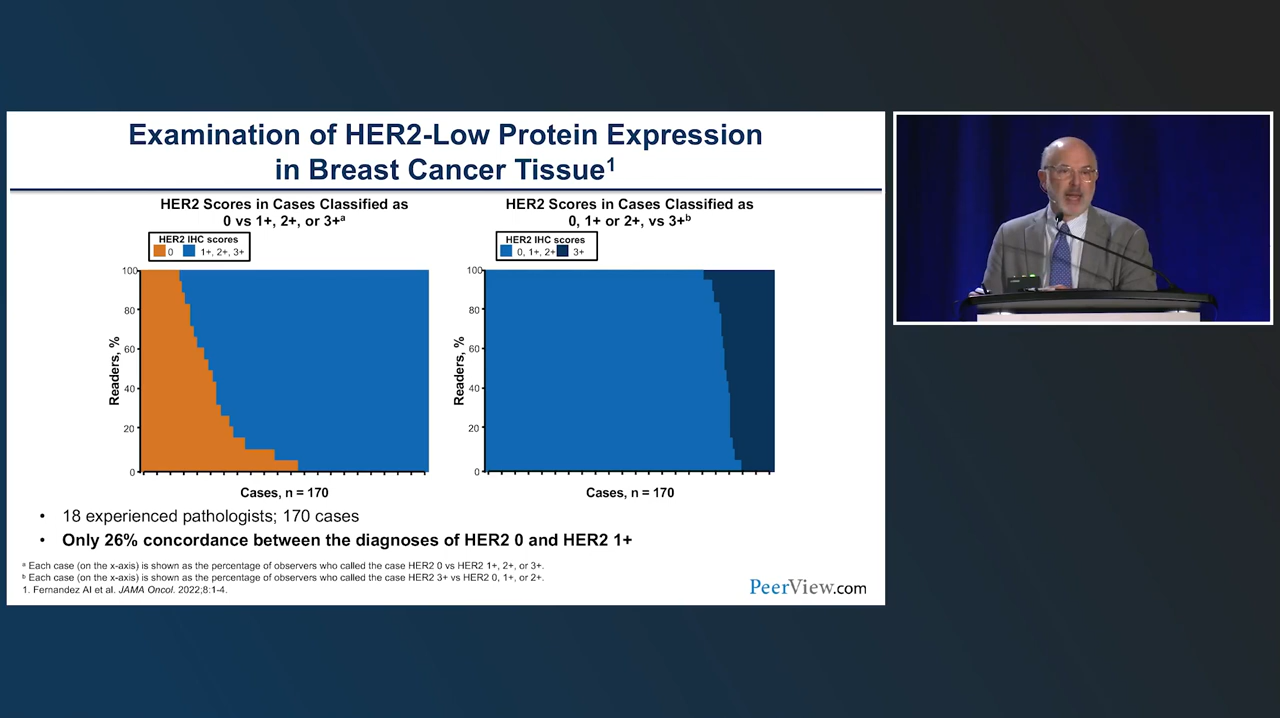 Examination of HER2-Low Protein Expression
in Breast Cancer Tissue¹
HER2 Scores in Cases Classified as
0 vs 1+, 2+, or 3+ᵃ
HER2 IHC scores
0 1+, 2+, 3+
100
80
60
40
20
0
Readers, %
Cases, n = 170
HER2 Scores in Cases Classified as
0, 1+ or 2+, vs 3+ᵇ
HER2 IHC scores
0, 1+, 2+ 3+
100
80
60
40
20
0
Readers, %
Cases, n = 170
• 18 experienced pathologists; 170 cases
• Only 26% concordance between the diagnoses of HER2 0 and HER2 1+
ᵃ Each case (on the x-axis) is shown as the percentage of observers who called the case HER2 0 vs HER2 1+, 2+, or 3+.
ᵇ Each case (on the x-axis) is shown as the percentage of observers who called the case HER2 3+ vs HER2 0, 1+, or 2+.
1. Fernandez AI et al. JAMA Oncol. 2022;8:1-4.
PeerView.com